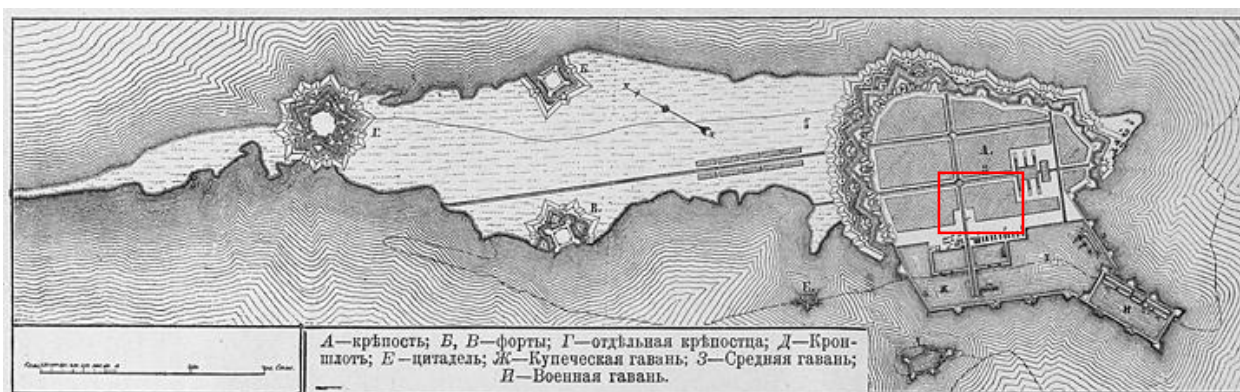 Б.
Г.
А.
В.
Е.
Ж
И
А—крѣпость; Б, В—форты; Г—отдѣльная крѣпостца; Д—Крон-
шлотъ; Е—цитадель; Ж—Купеческая гавань; З—Средняя гавань;
И—Военная гавань.